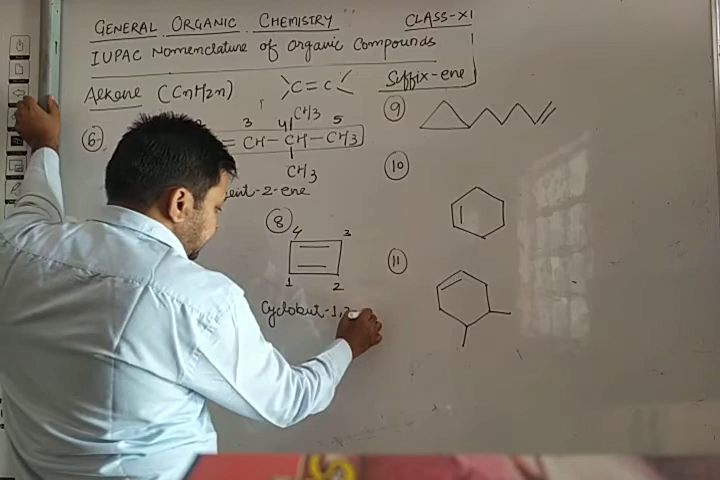 GENERAL ORGANIC CHEMISTRY CLASS-XI
IUPAC Nomenclature of organic Compounds
Alkene (CnH2n) >C=C< Suffix-ene
6
3 4 CH3 5
= CH-CH-CH3
CH3
ent-2-ene
8
4 3
1 2
Cyclobut-1,3
9
10
11